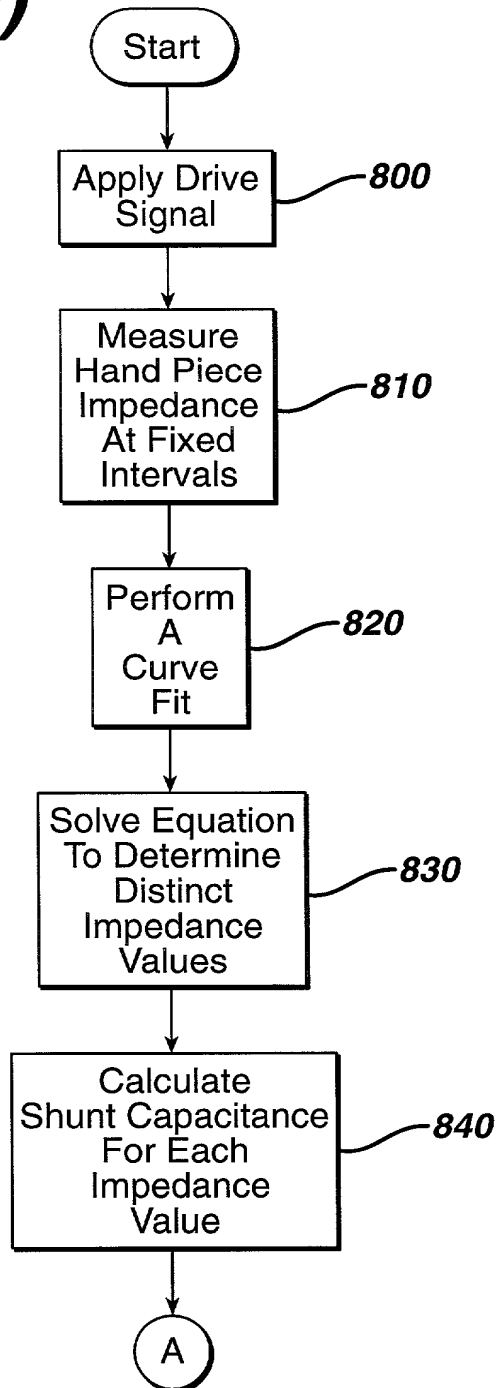 )
Start
Apply Drive
Signal
800
Measure
Hand Piece
Impedance
At Fixed
Intervals
810
Perform
A
Curve
Fit
820
Solve Equation
To Determine
Distinct
Impedance
Values
830
Calculate
Shunt Capacitance
For Each
Impedance
Value
840
A